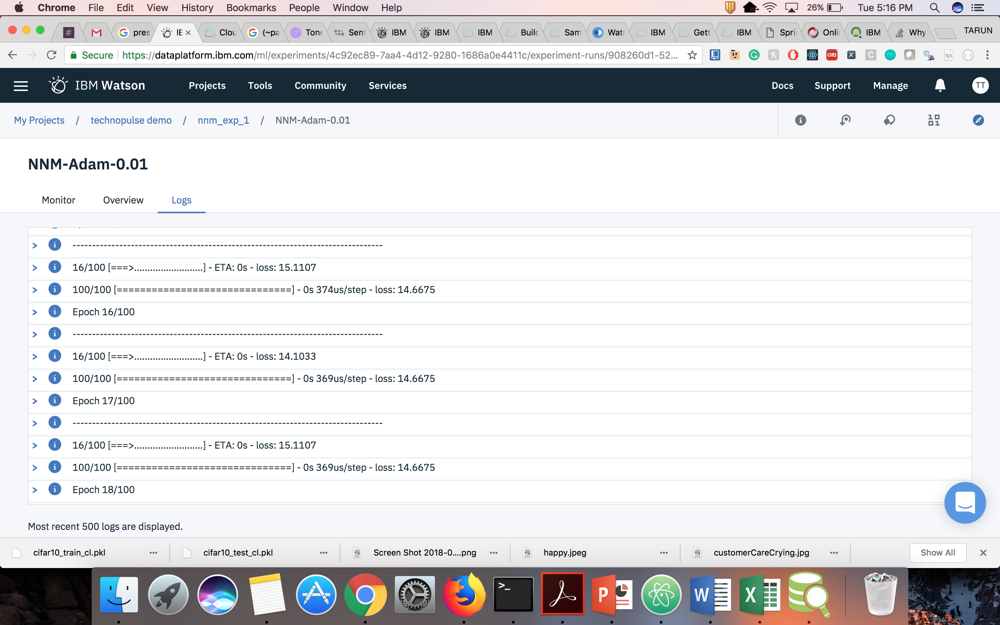 Chrome File Edit View History Bookmarks People Window Help 26% Tue 5:16 PM
# pres IE Clou (~pa Tone Sent IBM IBM IBM Build Sam Wats IBM Gett IBM Sprin Onlin IBM Why TARUN
Secure https://dataplatform.ibm.com/ml/experiments/4c92ec89-7aa4-4d12-9280-1686a0e4411c/experiment-runs/908260d1-52... CORS X C m TEX {...}
IBM Watson Projects Tools Community Services Docs Support Manage TT
My Projects / technopulse demo / nnm_exp_1 / NNM-Adam-0.01
NNM-Adam-0.01
Monitor Overview Logs
> i --------------------------------------------------------------------------------
> i 16/100 [===>..........................] - ETA: 0s - loss: 15.1107
> i 100/100 [==============================] - 0s 374us/step - loss: 14.6675
> i Epoch 16/100
> i --------------------------------------------------------------------------------
> i 16/100 [===>..........................] - ETA: 0s - loss: 14.1033
> i 100/100 [==============================] - 0s 369us/step - loss: 14.6675
> i Epoch 17/100
> i --------------------------------------------------------------------------------
> i 16/100 [===>..........................] - ETA: 0s - loss: 15.1107
> i 100/100 [==============================] - 0s 369us/step - loss: 14.6675
> i Epoch 18/100
Most recent 500 logs are displayed.
cifar10_train_cl.pkl cifar10_test_cl.pkl Screen Shot 2018-0....png happy.jpeg customerCareCrying.jpg Show All
>_ P W X